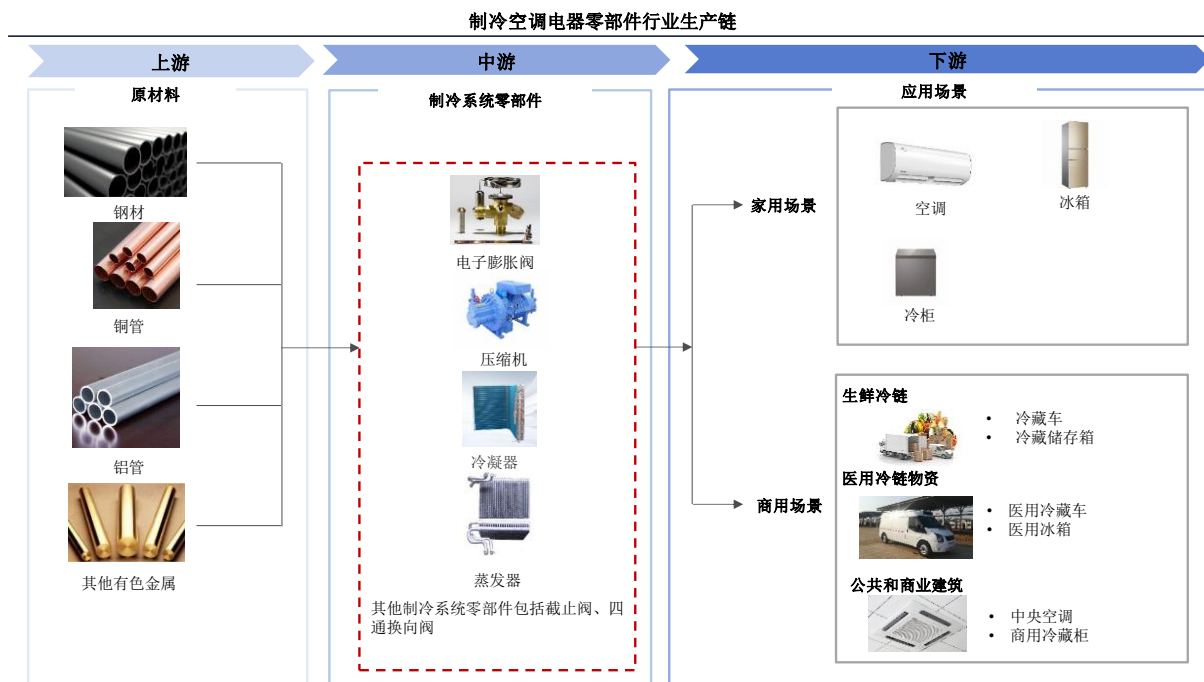 制冷空调电器零部件行业生产链
上游
中游
下游
原材料
钢材
铜管
铝管
其他有色金属
制冷系统零部件
电子膨胀阀
压缩机
冷凝器
蒸发器
其他制冷系统零部件包括截止阀、四
通换向阀
应用场景
家用场景
空调
冰箱
冷柜
商用场景
生鲜冷链
• 冷藏车
• 冷藏储存箱
医用冷链物资
• 医用冷藏车
• 医用冰箱
公共和商业建筑
• 中央空调
• 商用冷藏柜